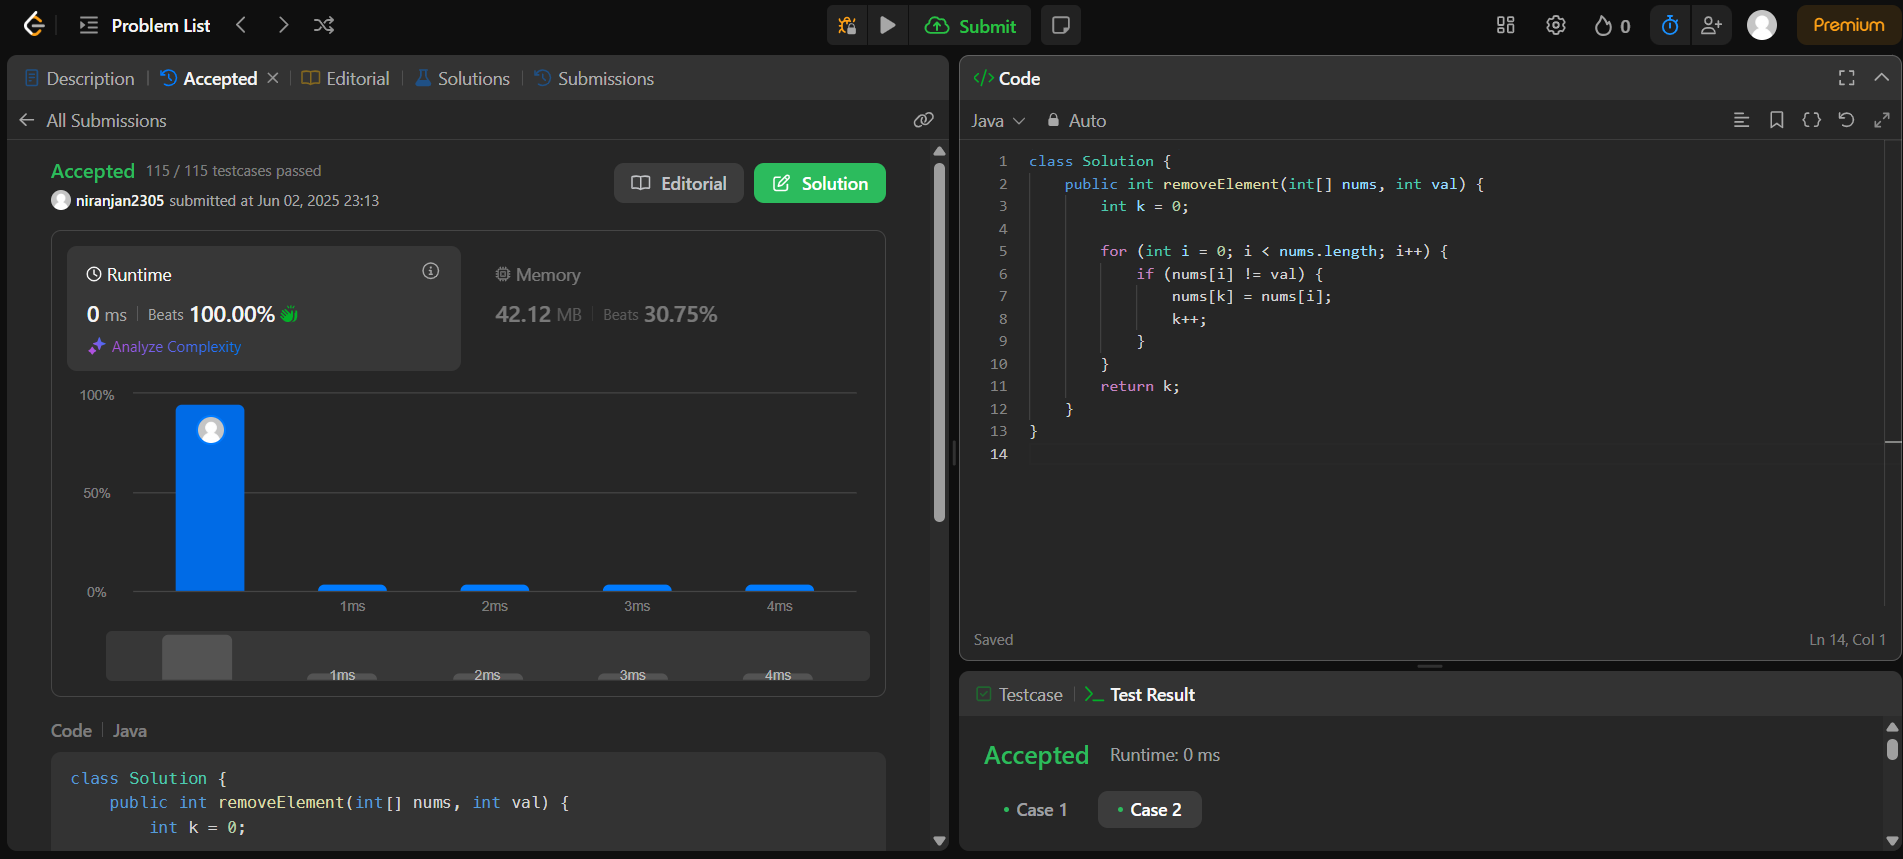 Problem List
Submit
0
Premium
Description
Accepted
Editorial
Solutions
Submissions
All Submissions
Accepted 115 / 115 testcases passed
niranjan2305 submitted at Jun 02, 2025 23:13
Editorial
Solution
Runtime
0 ms Beats 100.00%
Analyze Complexity
Memory
42.12 MB Beats 30.75%
100%
50%
0%
1ms 2ms 3ms 4ms
1ms 2ms 3ms 4ms
Code Java
class Solution {
    public int removeElement(int[] nums, int val) {
        int k = 0;
</> Code
Java Auto
1 class Solution {
2     public int removeElement(int[] nums, int val) {
3         int k = 0;
4
5         for (int i = 0; i < nums.length; i++) {
6             if (nums[i] != val) {
7                 nums[k] = nums[i];
8                 k++;
9             }
10         }
11         return k;
12     }
13 }
14
Saved
Ln 14, Col 1
Testcase
Test Result
Accepted Runtime: 0 ms
• Case 1
• Case 2